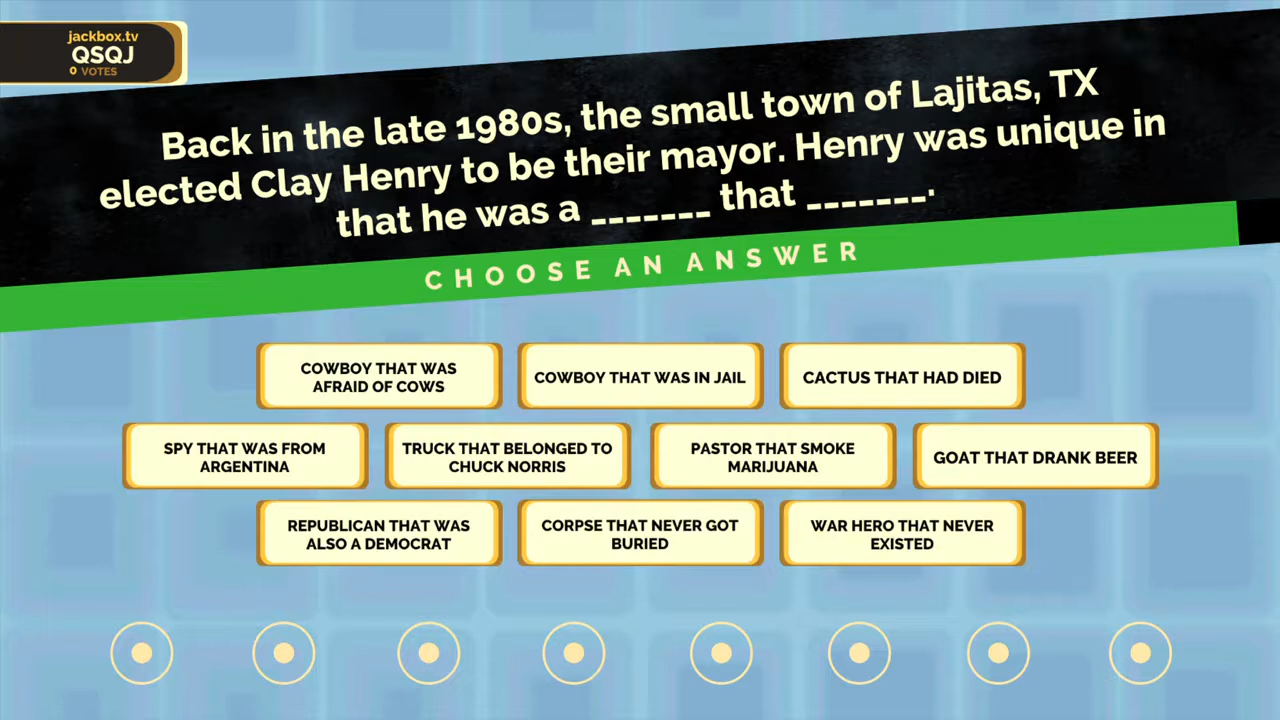 jackbox.tv
QSQJ
0 VOTES
Back in the late 1980s, the small town of Lajitas, TX
elected Clay Henry to be their mayor. Henry was unique in
that he was a _______ that _______.
CHOOSE AN ANSWER
COWBOY THAT WAS
AFRAID OF COWS
COWBOY THAT WAS IN JAIL
CACTUS THAT HAD DIED
SPY THAT WAS FROM
ARGENTINA
TRUCK THAT BELONGED TO
CHUCK NORRIS
PASTOR THAT SMOKE
MARIJUANA
GOAT THAT DRANK BEER
REPUBLICAN THAT WAS
ALSO A DEMOCRAT
CORPSE THAT NEVER GOT
BURIED
WAR HERO THAT NEVER
EXISTED